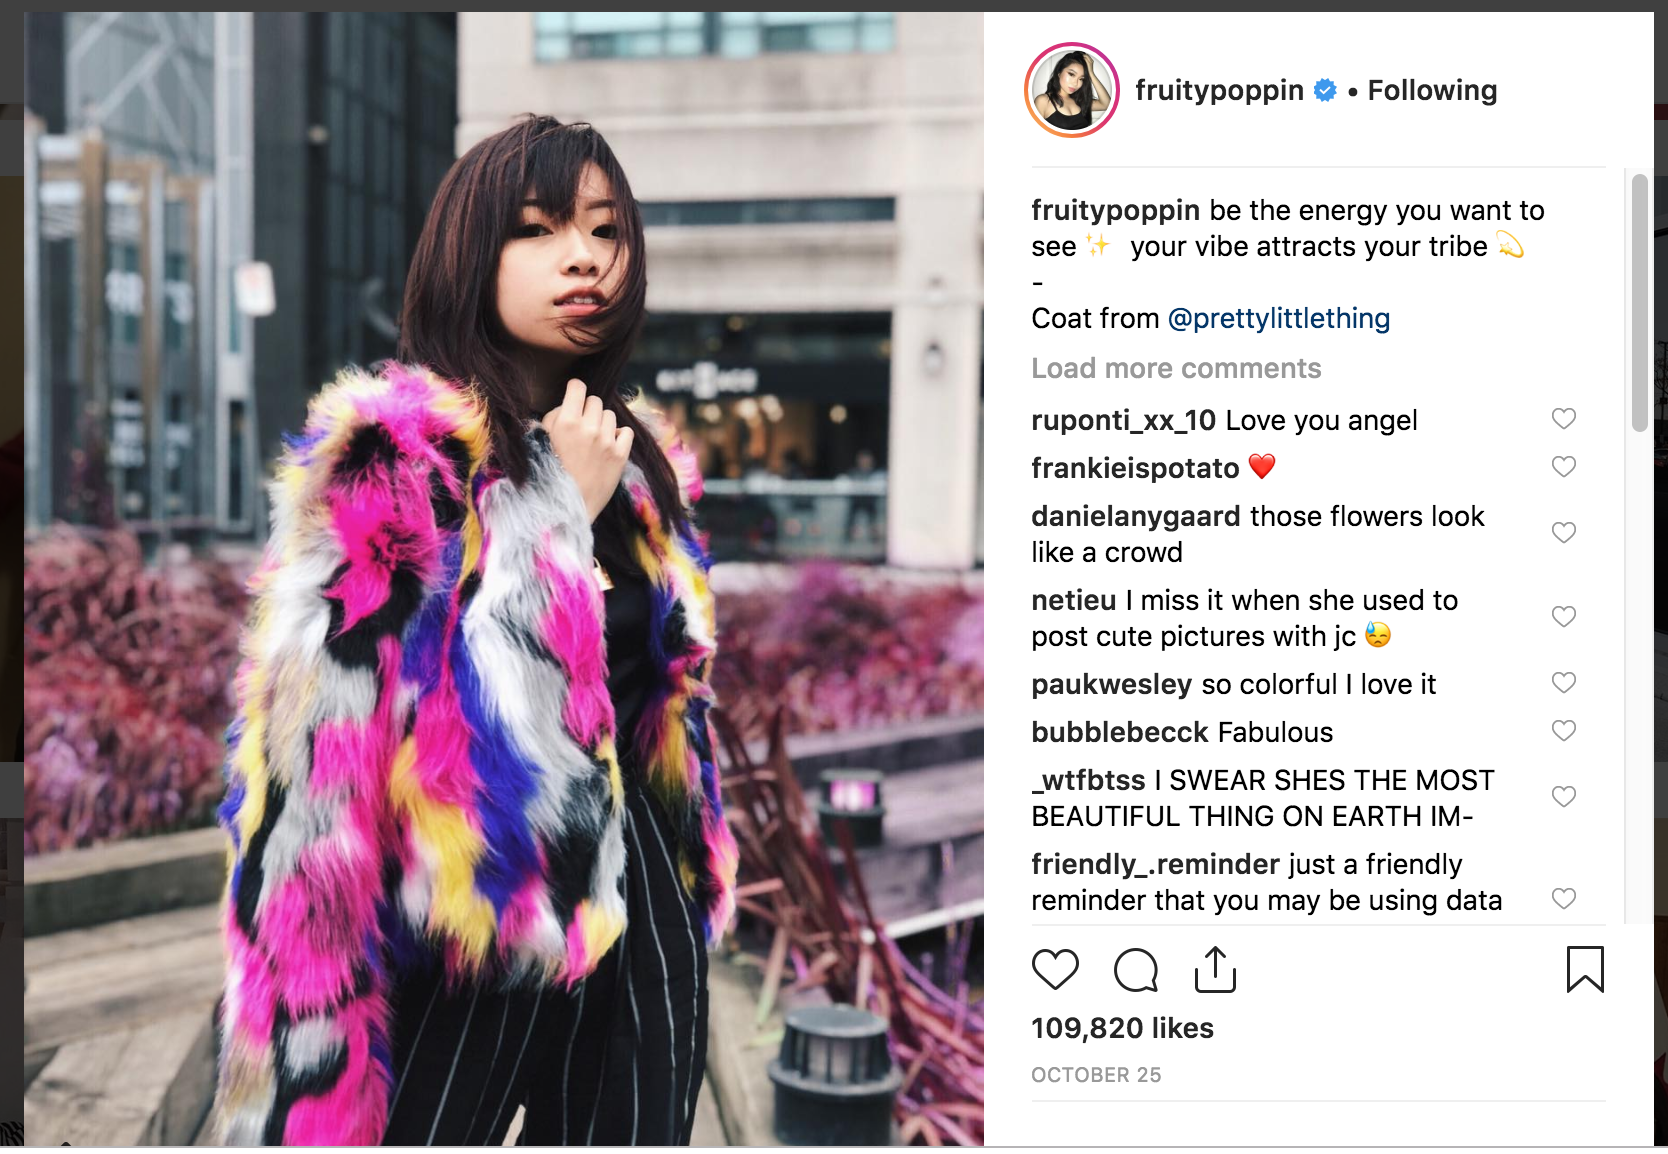 fruitypoppin • Following
fruitypoppin be the energy you want to
see ✨ your vibe attracts your tribe 💫
-
Coat from @prettylittlething
Load more comments
ruponti_xx_10 Love you angel
frankieispotato ❤️
danielanygaard those flowers look
like a crowd
netieu I miss it when she used to
post cute pictures with jc 😓
paukwesley so colorful I love it
bubblebecck Fabulous
_wtfbtss I SWEAR SHES THE MOST
BEAUTIFUL THING ON EARTH IM-
friendly_.reminder just a friendly
reminder that you may be using data
109,820 likes
OCTOBER 25